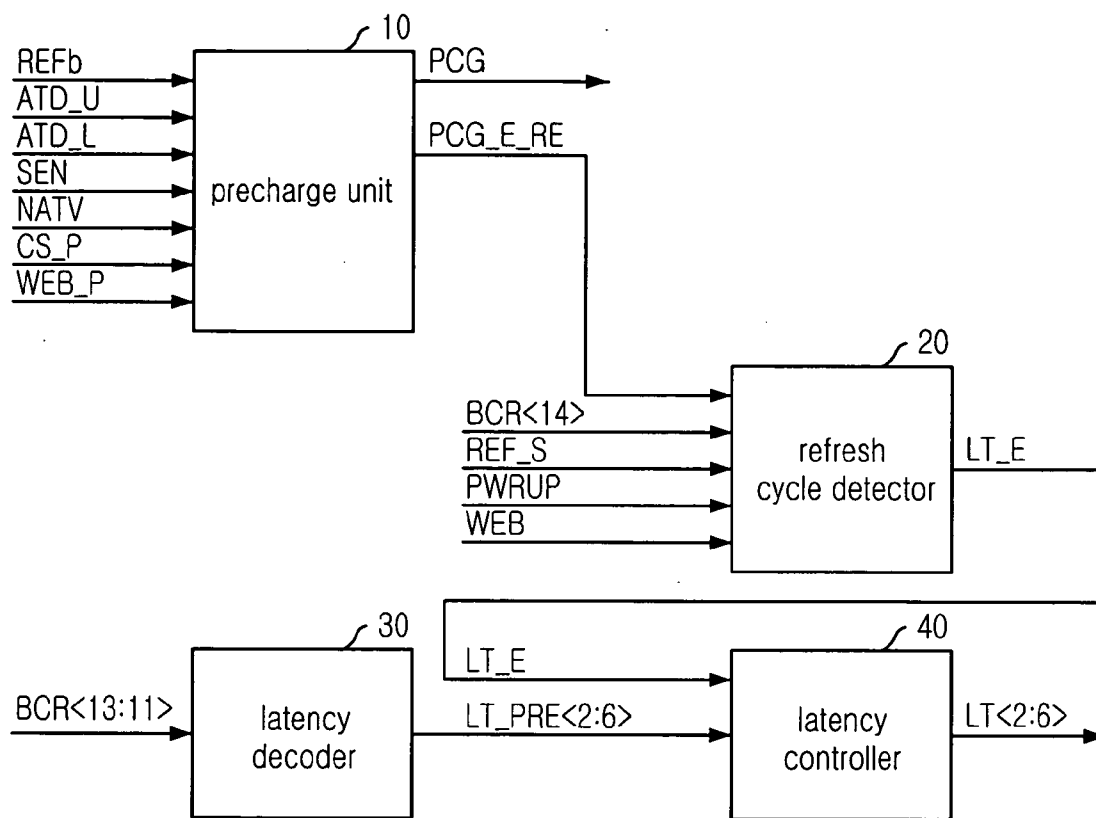 10
REFb
PCG
ATD_U
ATD_L
PCG_E_RE
SEN
precharge unit
NATV
CS_P
WEB_P
20
BCR<14>
REF_S
refresh
cycle detector
LT_E
PWRUP
WEB
30
40
LT_E
BCR<13:11>
latency
decoder
LT_PRE<2:6>
latency
controller
LT<2:6>